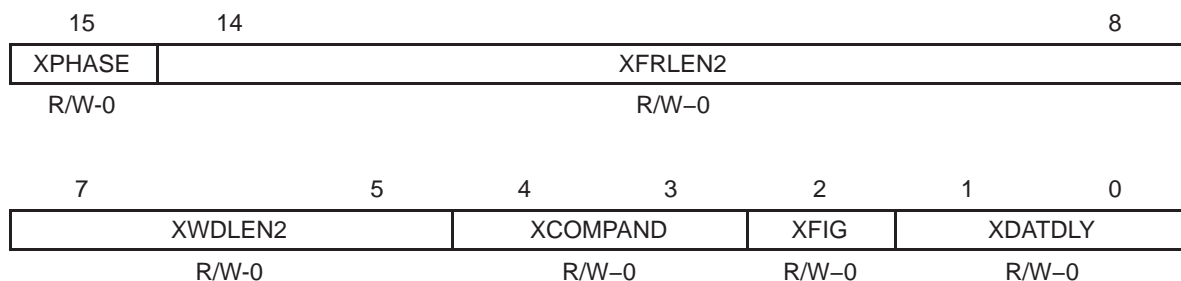 15 14 8
XPHASE XFRLEN2
R/W-0 R/W−0
7 5 4 3 2 1 0
XWDLEN2 XCOMPAND XFIG XDATDLY
R/W-0 R/W−0 R/W−0 R/W−0